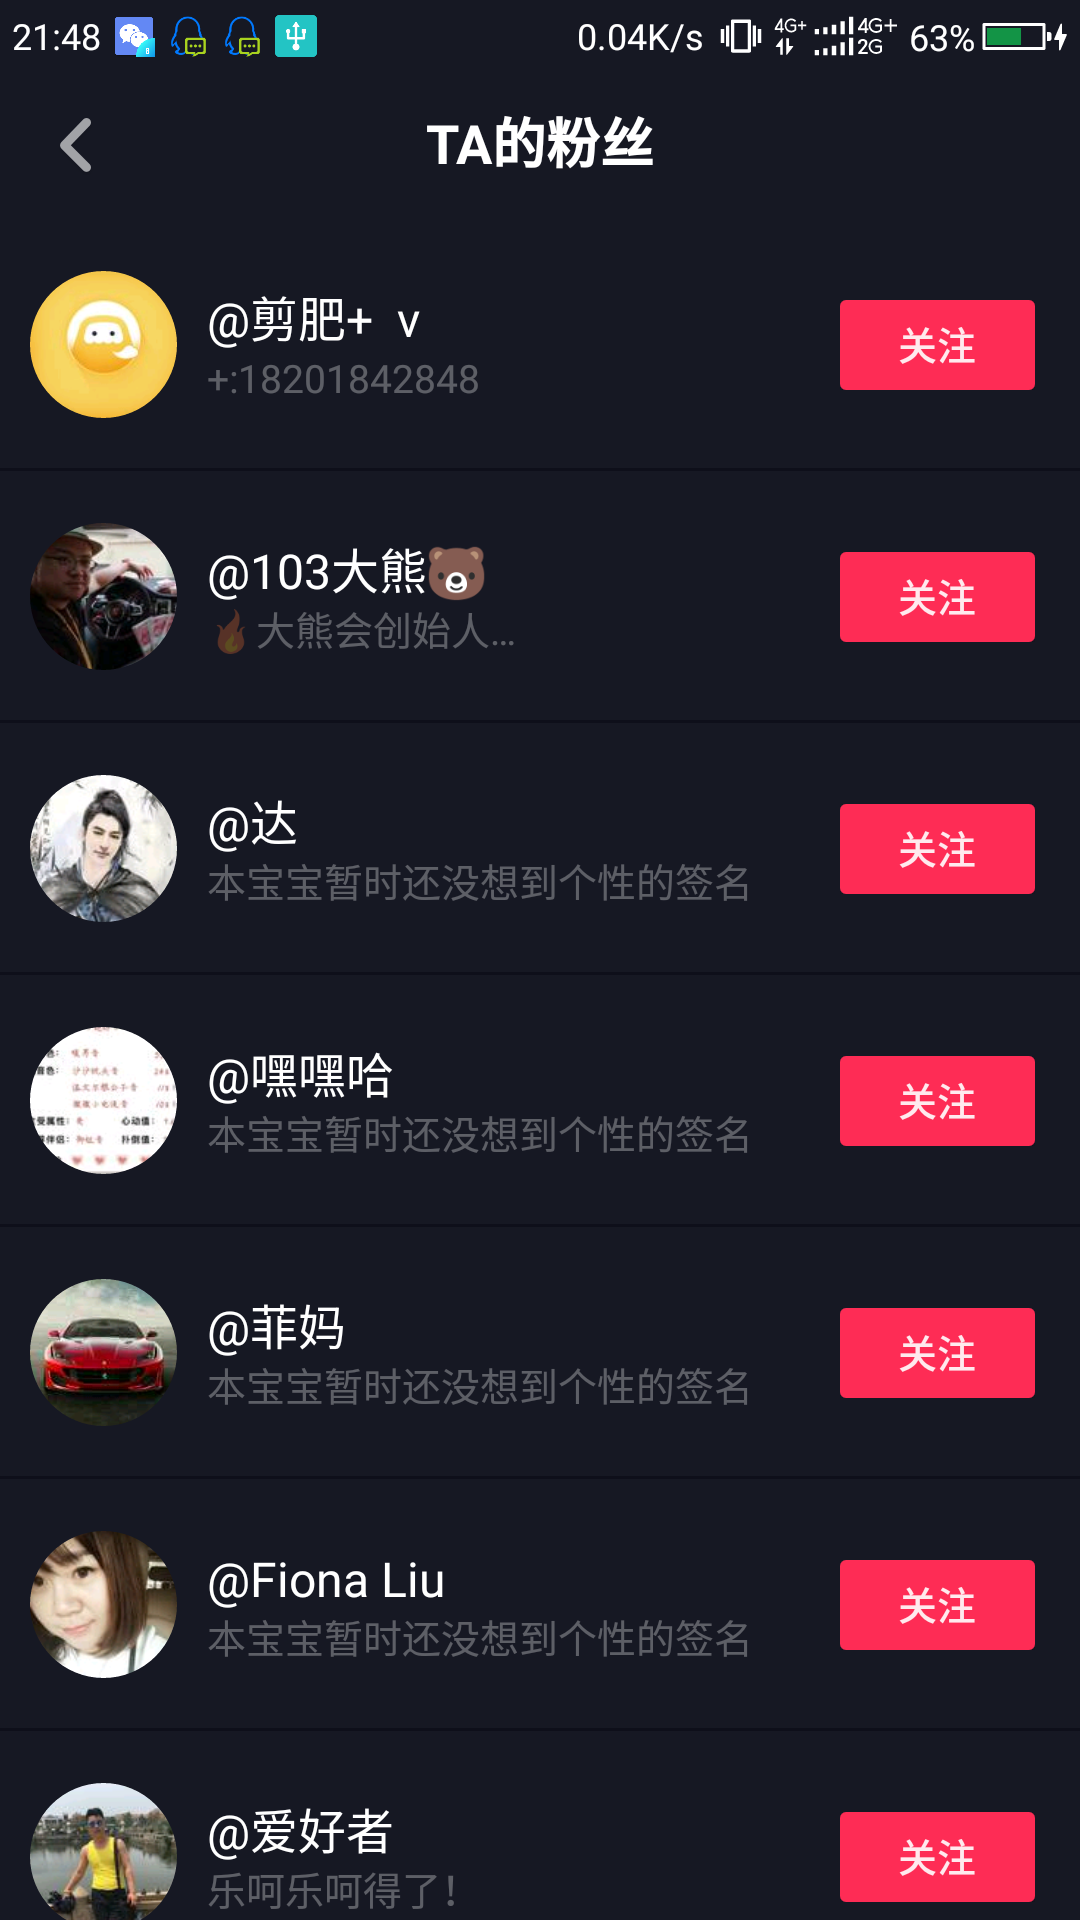 21:48 0.04K/s 4G+ 4G+ 2G 63%
TA的粉丝
@剪肥+ v
+:18201842848
关注
@103大熊🐻
🔥大熊会创始人...
关注
@达
本宝宝暂时还没想到个性的签名
关注
@嘿嘿哈
本宝宝暂时还没想到个性的签名
关注
@菲妈
本宝宝暂时还没想到个性的签名
关注
@Fiona Liu
本宝宝暂时还没想到个性的签名
关注
@爱好者
乐呵乐呵得了!
关注